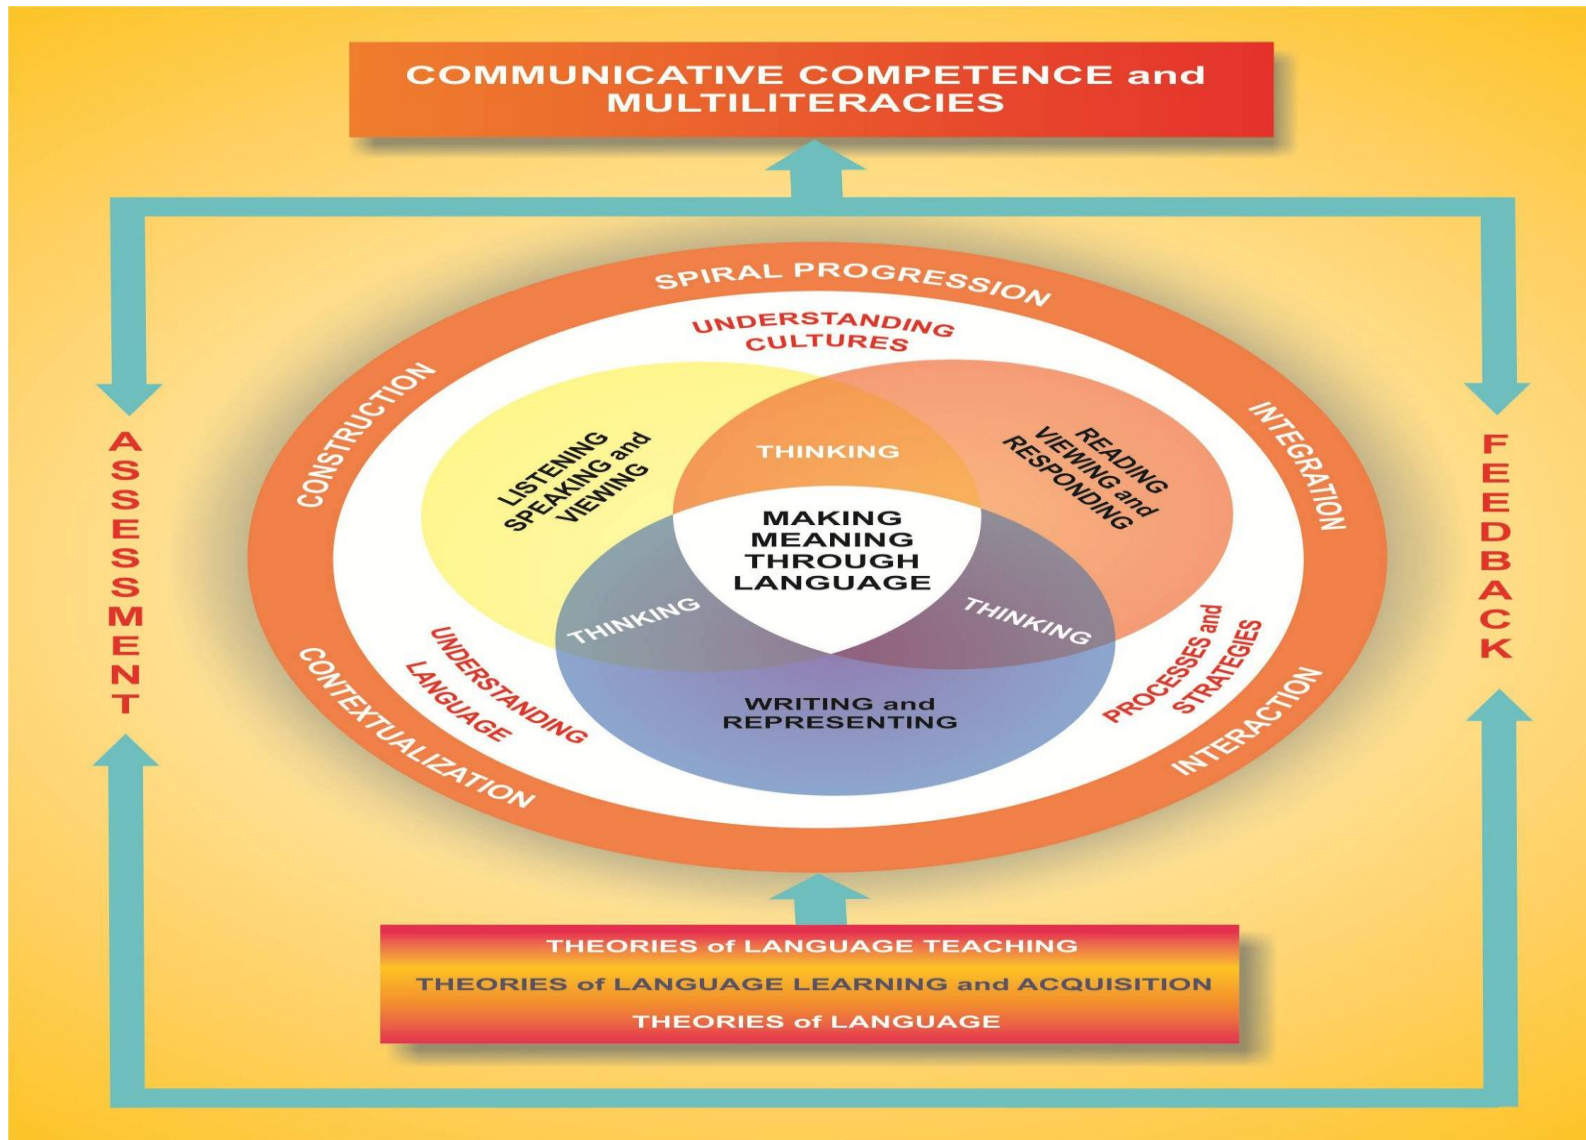 COMMUNICATIVE COMPETENCE and
MULTILITERACIES
SPIRAL PROGRESSION
UNDERSTANDING
CULTURES
CONSTRUCTION
INTEGRATION
LISTENING
SPEAKING and
VIEWING
THINKING
READING
VIEWING and
RESPONDING
ASSESSMENT
FEEDBACK
MAKING
MEANING
THROUGH
LANGUAGE
THINKING
THINKING
UNDERSTANDING
LANGUAGE
PROCESSES and
STRATEGIES
WRITING and
REPRESENTING
CONTEXTUALIZATION
INTERACTION
THEORIES of LANGUAGE TEACHING
THEORIES of LANGUAGE LEARNING and ACQUISITION
THEORIES of LANGUAGE